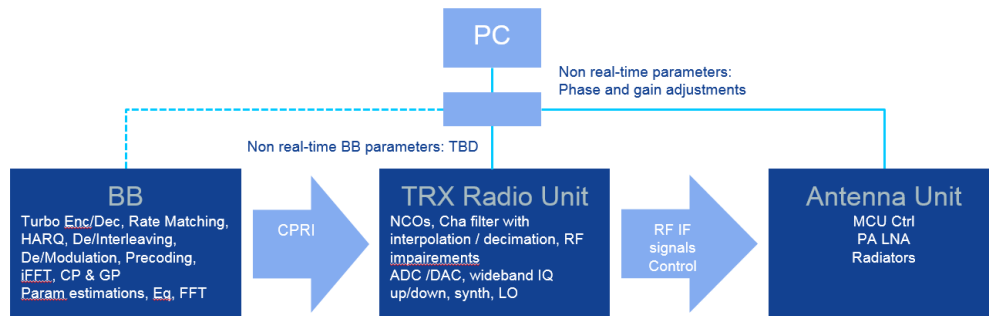 PC
Non real-time parameters:
Phase and gain adjustments
Non real-time BB parameters: TBD
BB
Turbo Enc/Dec, Rate Matching,
HARQ, De/Interleaving,
De/Modulation, Precoding,
iFFT, CP & GP
Param estimations, Eq, FFT
CPRI
TRX Radio Unit
NCOs, Cha filter with
interpolation / decimation, RF
impairements
ADC /DAC, wideband IQ
up/down, synth, LO
RF IF
signals
Control
Antenna Unit
MCU Ctrl
PA LNA
Radiators